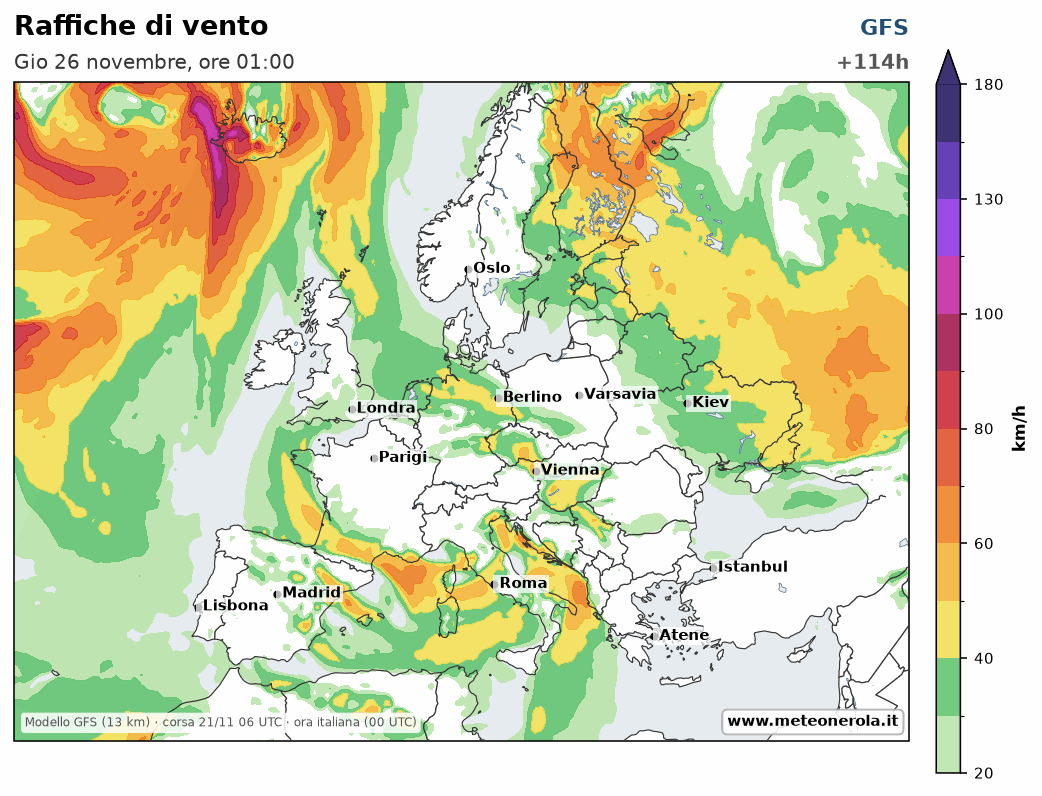 Raffiche di vento
GFS
Gio 26 novembre, ore 01:00
+114h
180
130
100
80
60
40
20
km/h
Oslo
Berlino
Varsavia
Kiev
Londra
Parigi
Vienna
Istanbul
Roma
Madrid
Lisbona
Atene
Modello GFS (13 km) · corsa 21/11 06 UTC · ora italiana (00 UTC)
www.meteonerola.it